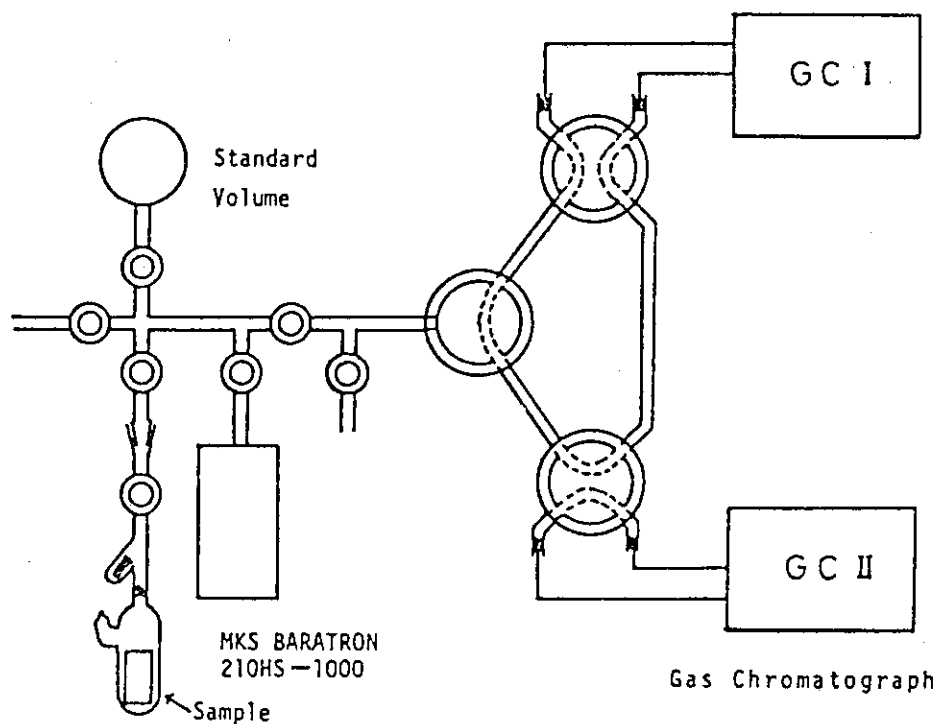 GC I
Standard
Volume
MKS BARATRON
210HS-1000
GC II
Gas Chromatograph
Sample